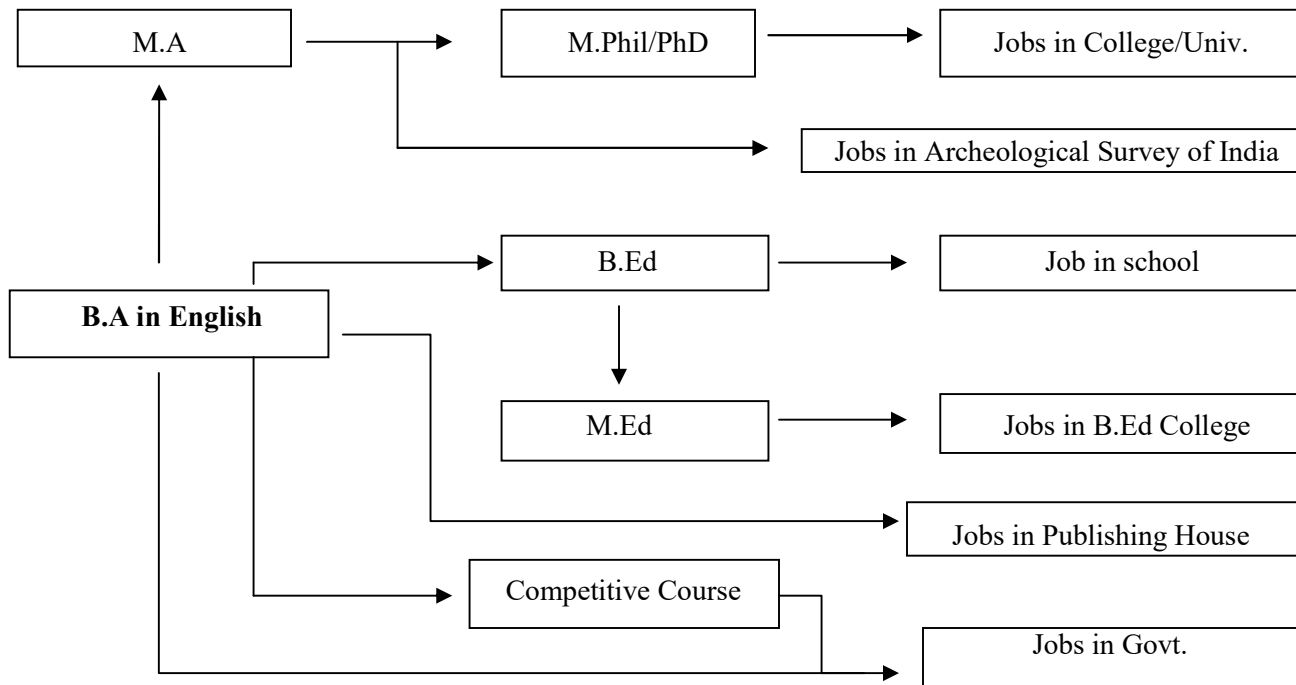 M.A
M.Phil/PhD
Jobs in College/Univ.
Jobs in Archeological Survey of India
B.Ed
Job in school
B.A in English
M.Ed
Jobs in B.Ed College
Jobs in Publishing House
Competitive Course
Jobs in Govt.